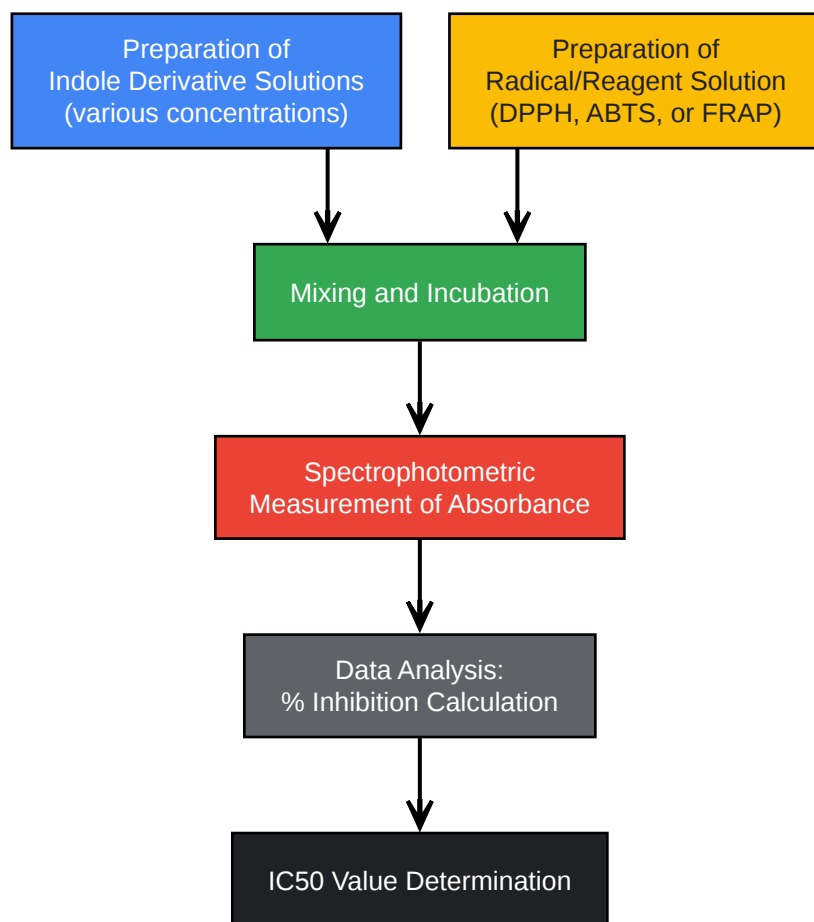 Preparation of
Indole Derivative Solutions
(various concentrations)
Preparation of
Radical/Reagent Solution
(DPPH, ABTS, or FRAP)
Mixing and Incubation
Spectrophotometric
Measurement of Absorbance
Data Analysis:
% Inhibition Calculation
IC50 Value Determination